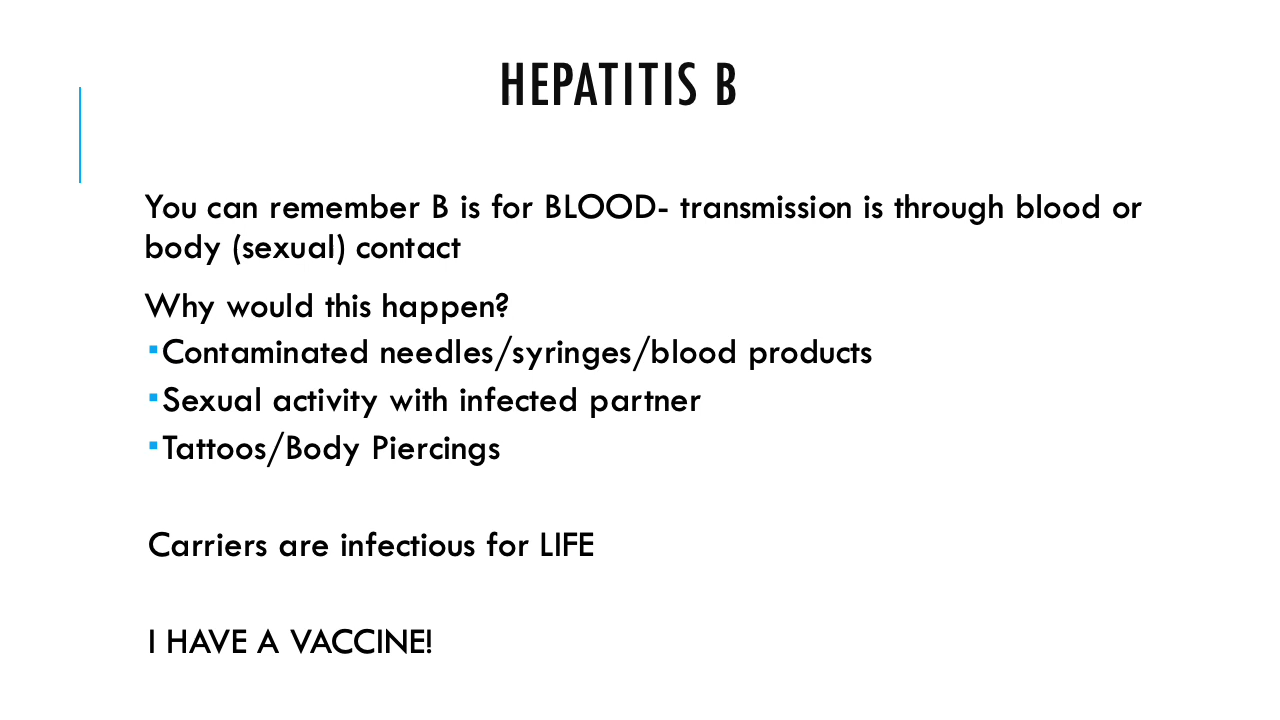 HEPATITIS B
You can remember B is for BLOOD- transmission is through blood or
body (sexual) contact
Why would this happen?
▪Contaminated needles/syringes/blood products
▪Sexual activity with infected partner
▪Tattoos/Body Piercings
Carriers are infectious for LIFE
I HAVE A VACCINE!